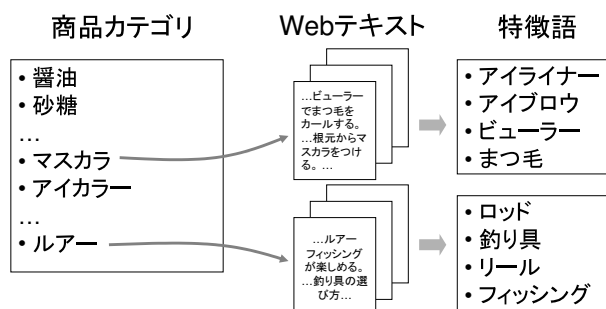 商品カテゴリ
Webテキスト
特徴語
• 醤油
• 砂糖
…
• マスカラ
• アイカラー
…
• ルアー
…ビューラー
でまつ毛を
カールする。
…根元からマ
スカラをつけ
る。…
• アイライナー
• アイブロウ
• ビューラー
• まつ毛
…ルアー
フィッシング
が楽しめる。
…釣り具の選
び方…
• ロッド
• 釣り具
• リール
• フィッシング